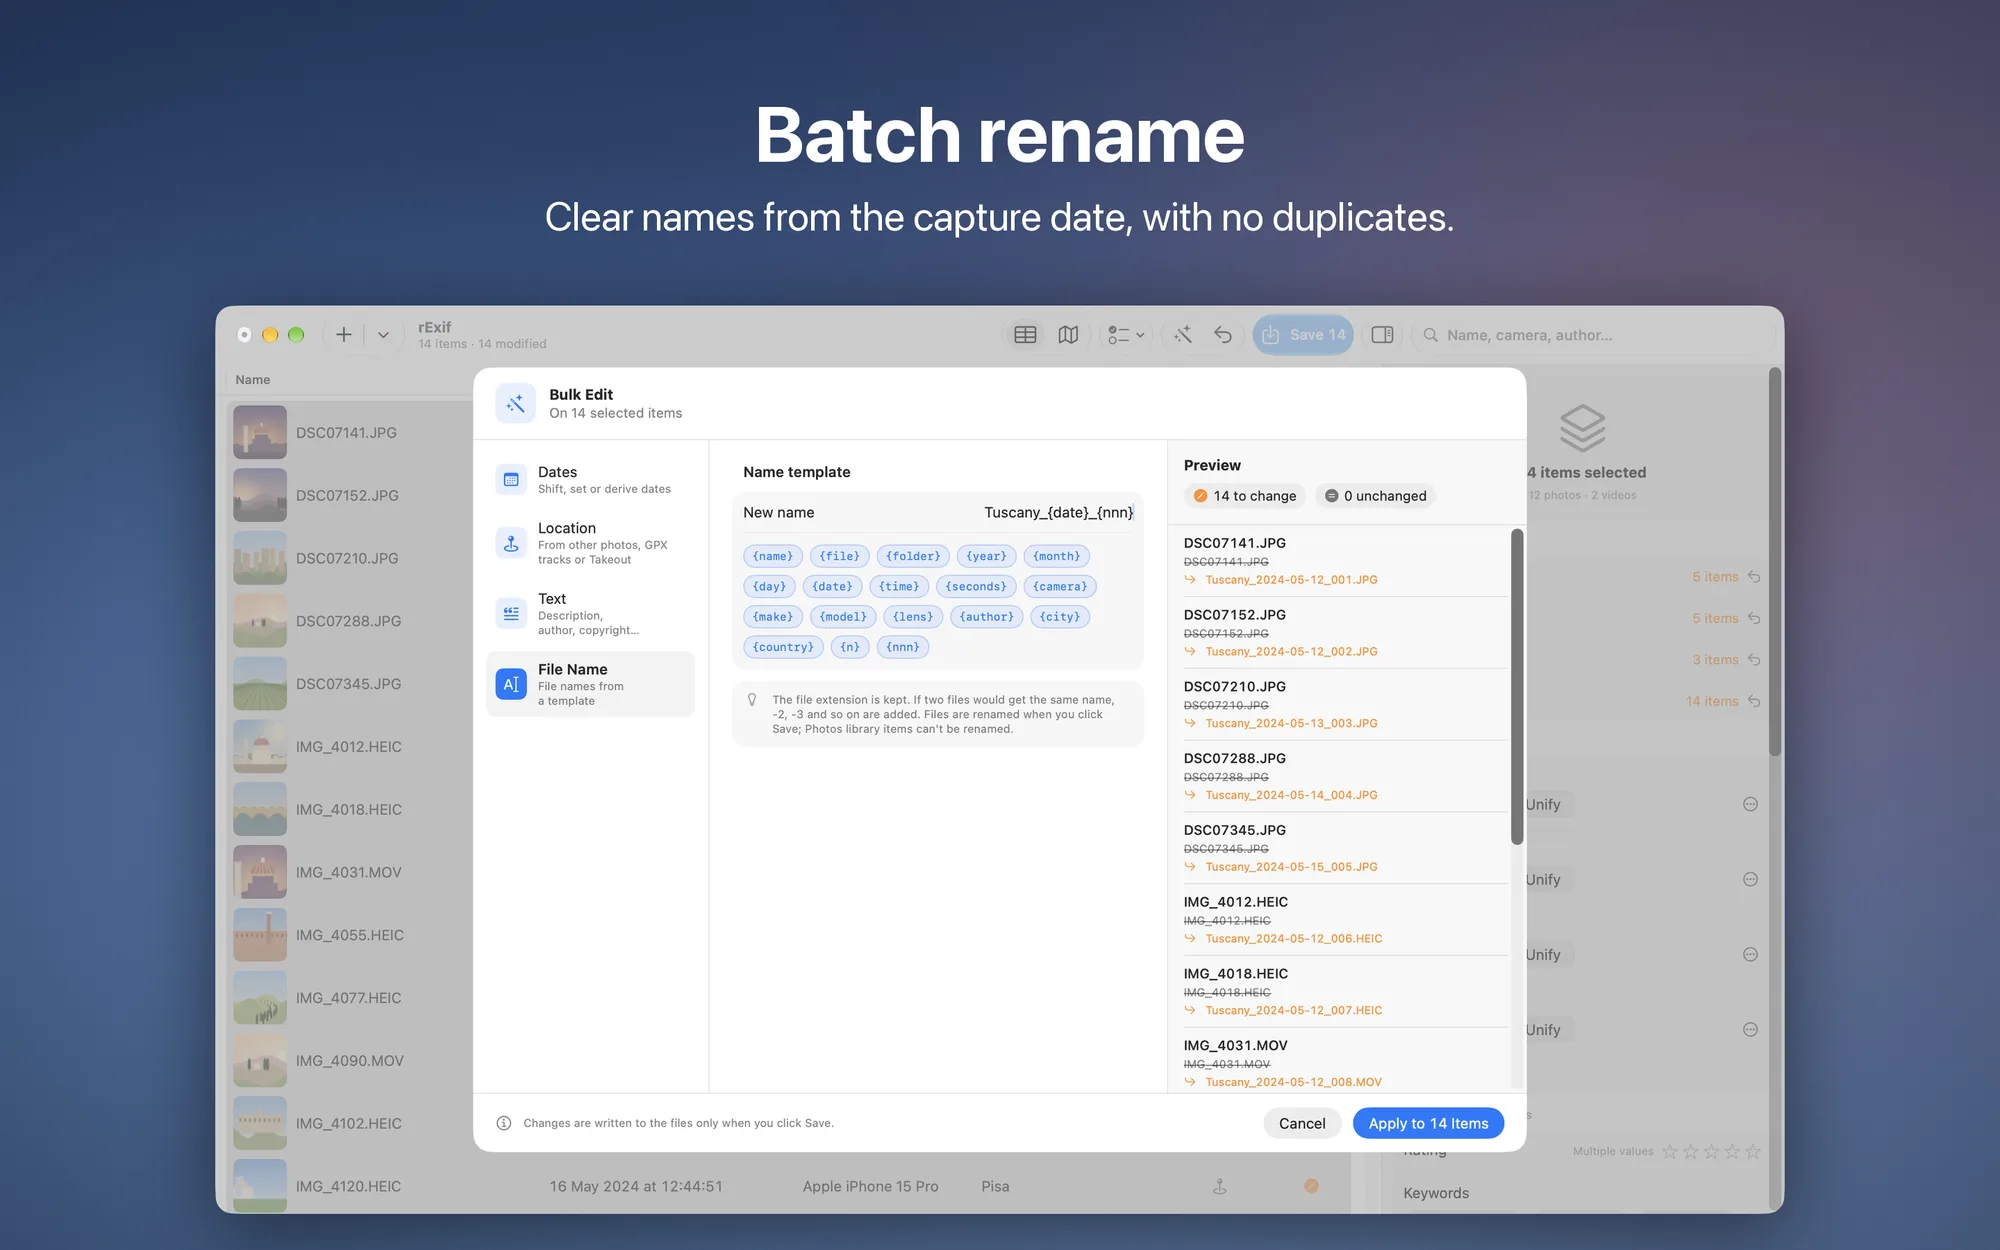 Batch rename
Clear names from the capture date, with no duplicates.
rExif
14 items · 14 modified
Save 14
Name, camera, author...
Name
DSC07141.JPG
DSC07152.JPG
DSC07210.JPG
DSC07288.JPG
DSC07345.JPG
IMG_4012.HEIC
IMG_4018.HEIC
IMG_4031.MOV
IMG_4055.HEIC
IMG_4077.HEIC
IMG_4090.MOV
IMG_4102.HEIC
IMG_4120.HEIC
16 May 2024 at 12:44:51
Apple iPhone 15 Pro
Pisa
Bulk Edit
On 14 selected items
Dates
Shift, set or derive dates
Location
From other photos, GPX
tracks or Takeout
Text
Description,
author, copyright...
File Name
File names from
a template
Name template
New name
Tuscany_{date}_{nnn}
{name} {file} {folder} {year} {month}
{day} {date} {time} {seconds} {camera}
{make} {model} {lens} {author} {city}
{country} {n} {nnn}
The file extension is kept. If two files would get the same name,
-2, -3 and so on are added. Files are renamed when you click
Save; Photos library items can't be renamed.
Preview
14 to change
0 unchanged
DSC07141.JPG
DSC07141.JPG
Tuscany_2024-05-12_001.JPG
DSC07152.JPG
DSC07152.JPG
Tuscany_2024-05-12_002.JPG
DSC07210.JPG
DSC07210.JPG
Tuscany_2024-05-13_003.JPG
DSC07288.JPG
DSC07288.JPG
Tuscany_2024-05-14_004.JPG
DSC07345.JPG
DSC07345.JPG
Tuscany_2024-05-15_005.JPG
IMG_4012.HEIC
IMG_4012.HEIC
Tuscany_2024-05-12_006.HEIC
IMG_4018.HEIC
IMG_4018.HEIC
Tuscany_2024-05-12_007.HEIC
IMG_4031.MOV
IMG_4031.MOV
Tuscany_2024-05-12_008.MOV
Changes are written to the files only when you click Save.
Cancel
Apply to 14 Items
4 items selected
12 photos · 2 videos
5 items
5 items
3 items
14 items
Unify
Unify
Unify
Unify
Multiple values
Keywords